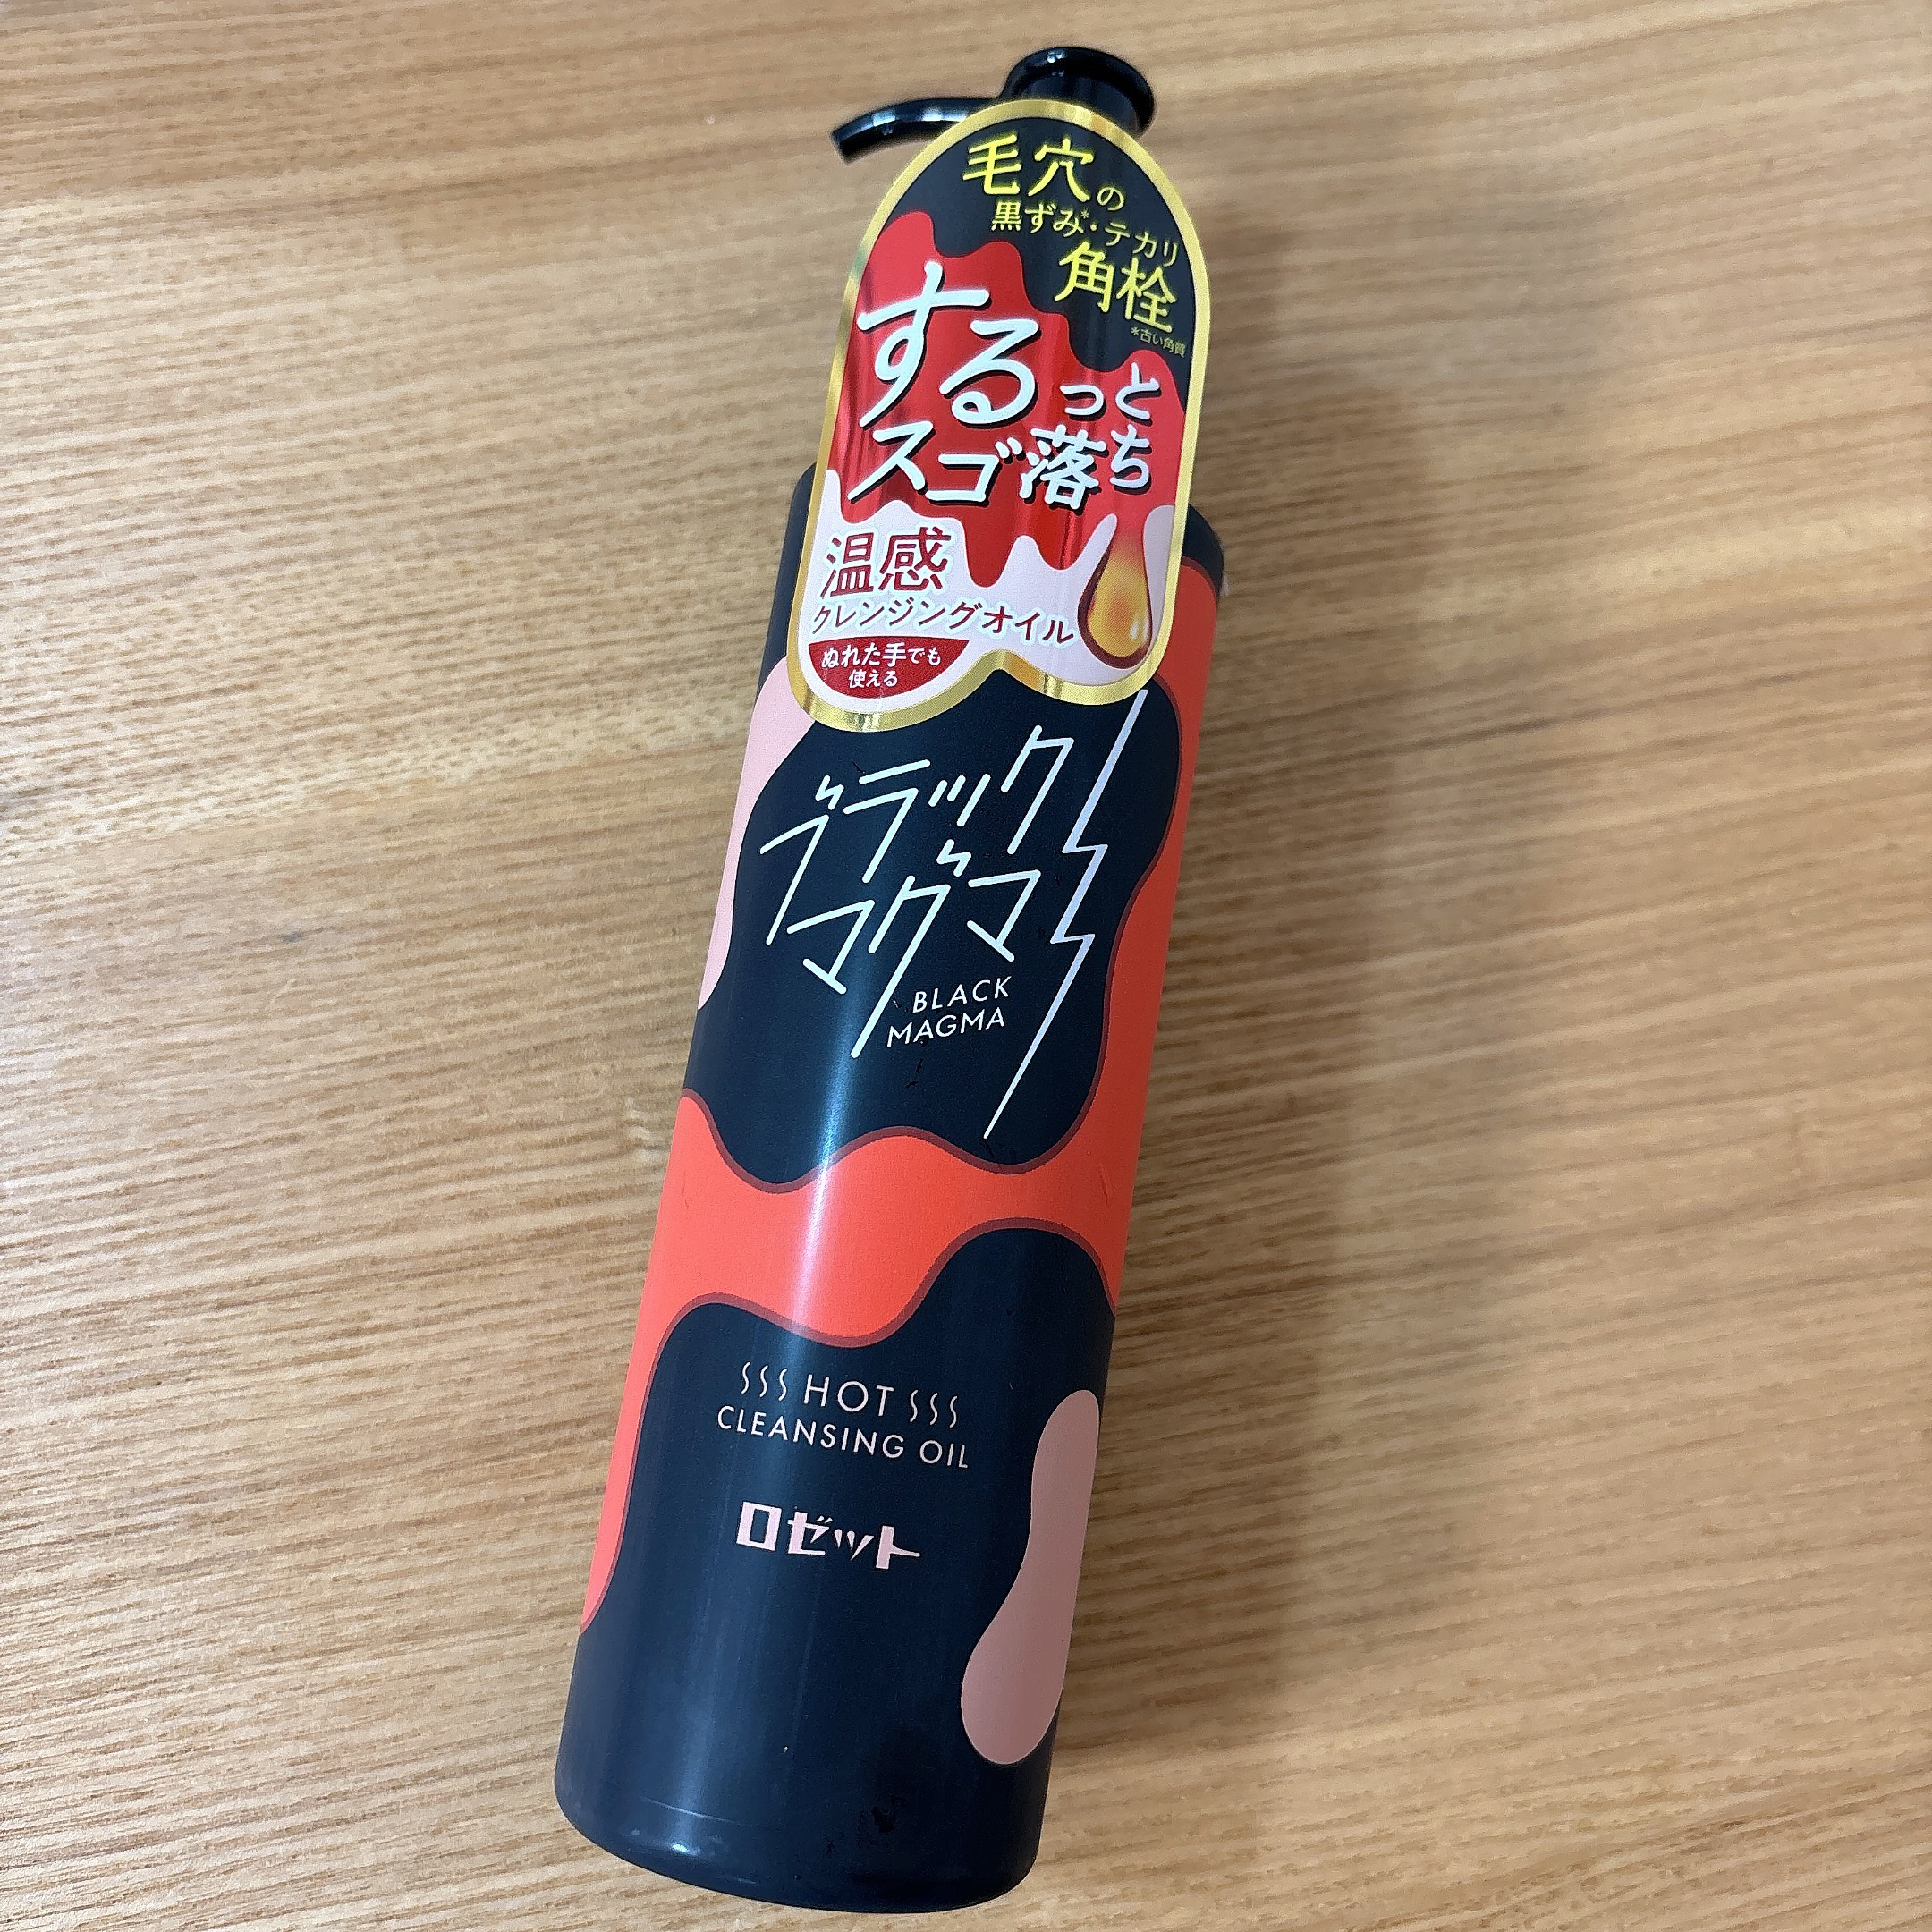 毛穴の
黒ずみ*・テカリ
角栓
*古い角質
するっと
スゴ落ち
温感
クレンジングオイル
ぬれた手でも
使える
ブラック
マグマ
BLACK
MAGMA
HOT
CLEANSING OIL
ロゼット